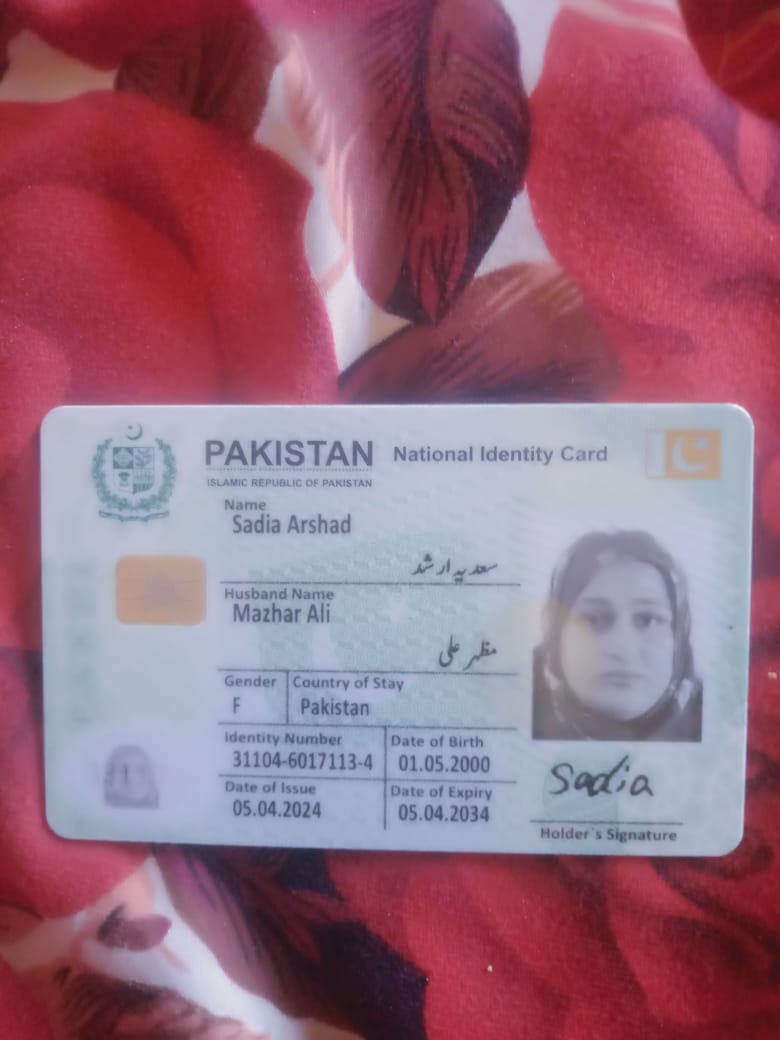 PAKISTAN National Identity Card
ISLAMIC REPUBLIC OF PAKISTAN
Name
Sadia Arshad
سعدیہ ارشد
Husband Name
Mazhar Ali
مظہر علی
Gender Country of Stay
F Pakistan
Identity Number Date of Birth
31104-6017113-4 01.05.2000
Date of Issue Date of Expiry
05.04.2024 05.04.2034
Sadia
Holder's Signature